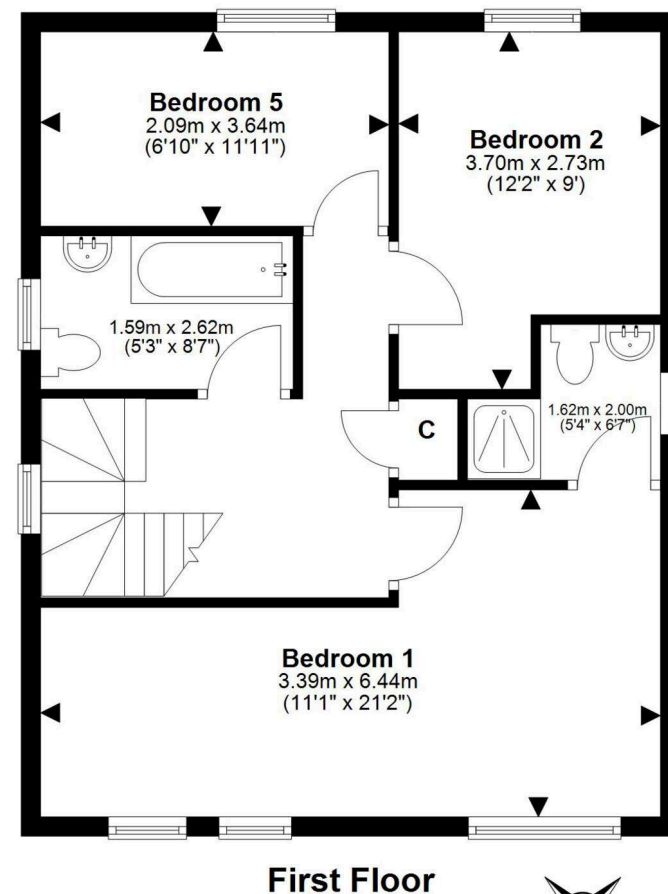 Bedroom 5
2.09m x 3.64m
(6'10" x 11'11")
Bedroom 2
3.70m x 2.73m
(12'2" x 9')
1.59m x 2.62m
(5'3" x 8'7")
C
1.62m x 2.00m
(5'4" x 6'7")
Bedroom 1
3.39m x 6.44m
(11'1" x 21'2")
First Floor